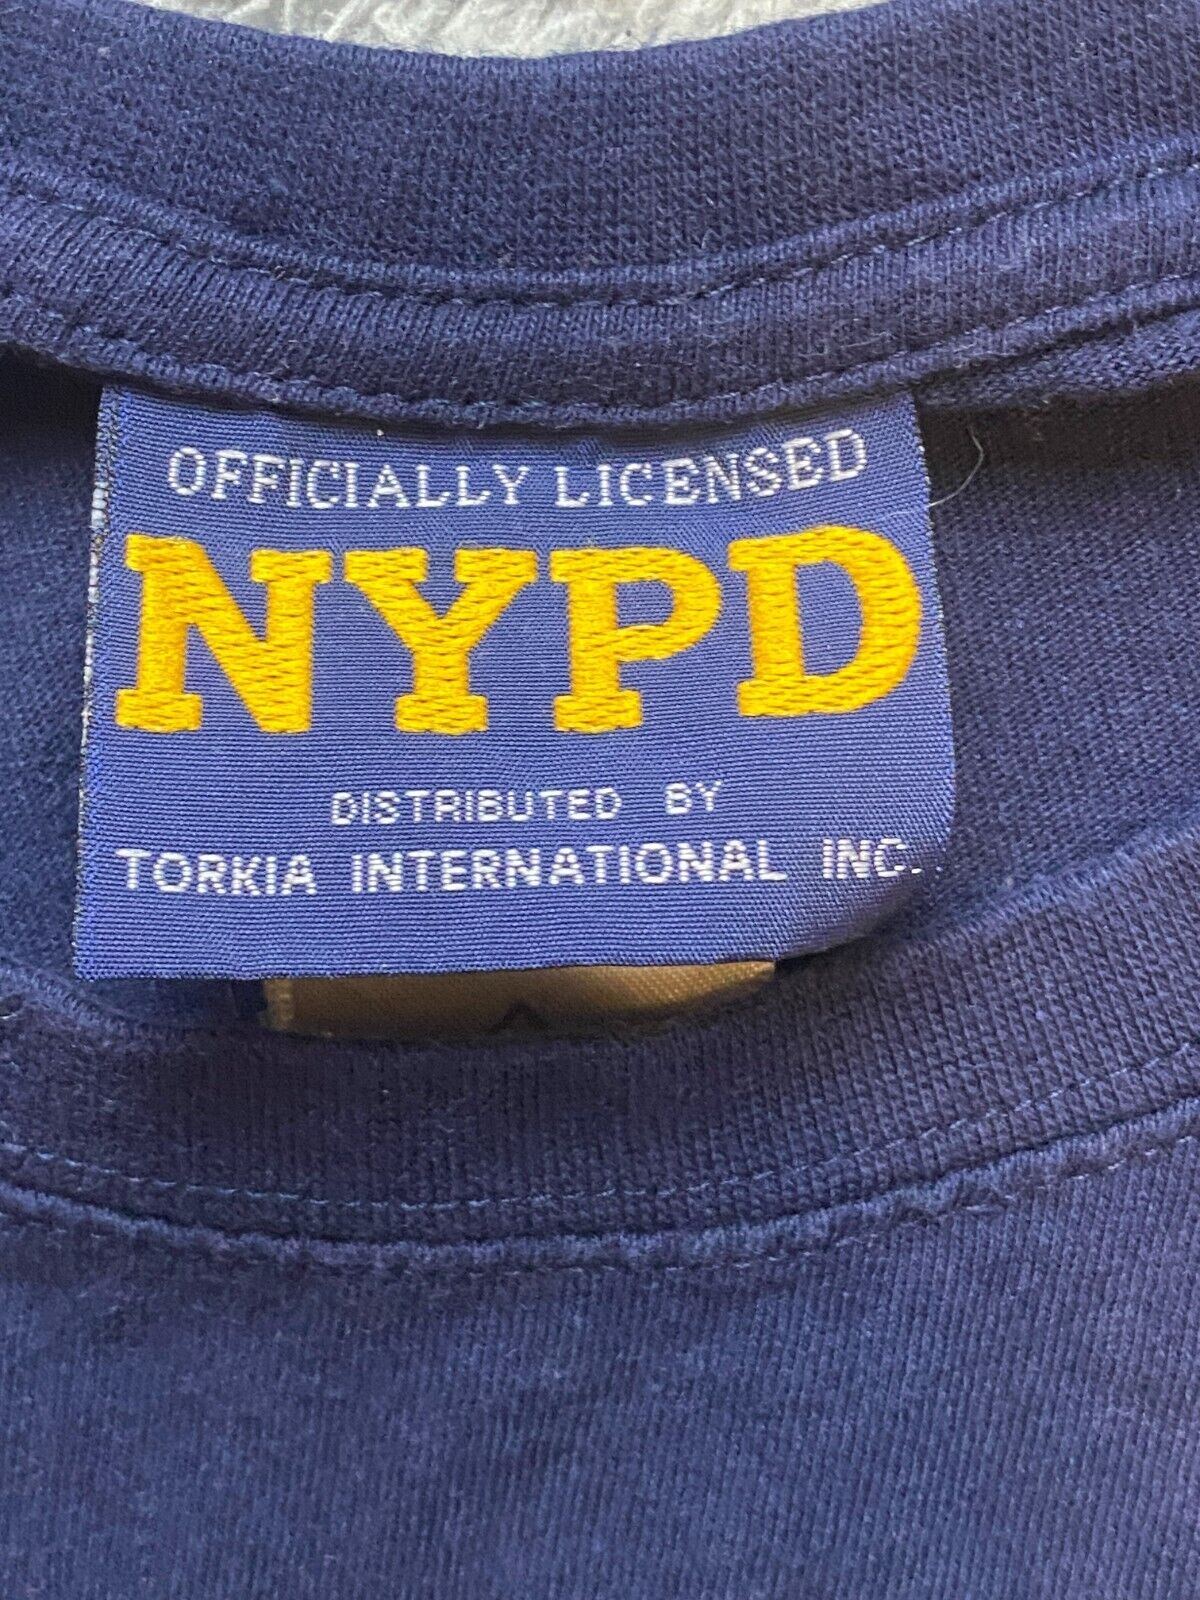 OFFICIALLY LICENSED
NYPD
DISTRIBUTED BY
TORKIA INTERNATIONAL INC.